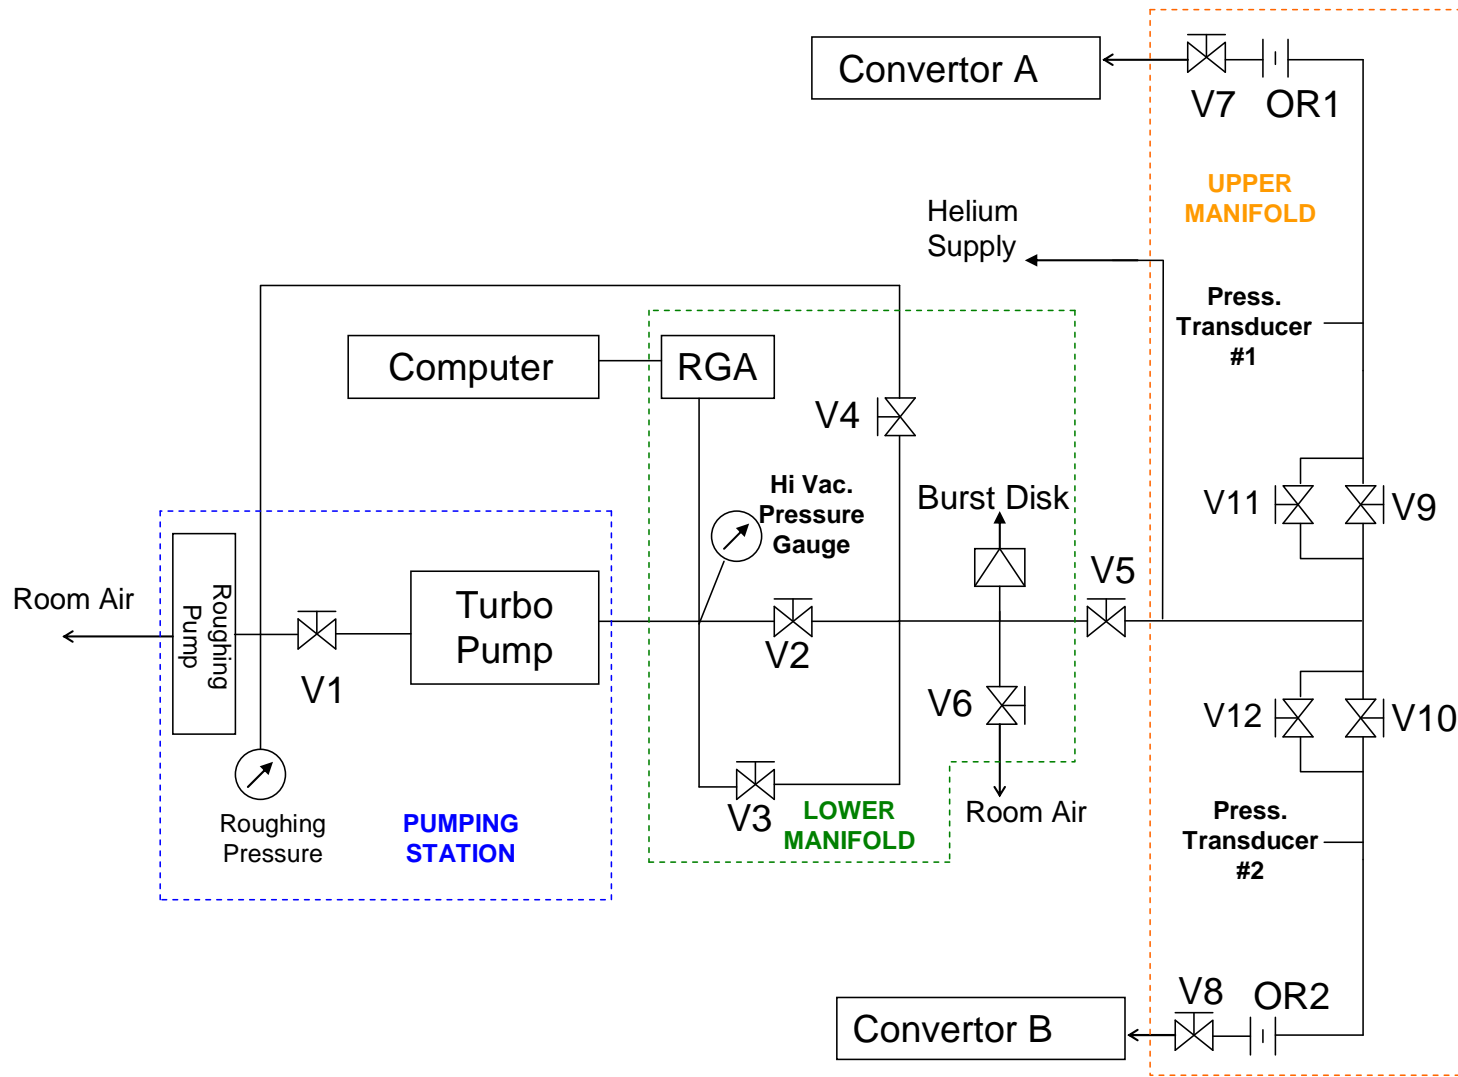 Convertor A
V7
OR1
UPPER
MANIFOLD
Helium
Supply
Press.
Transducer
#1
Computer
RGA
V4
Hi Vac.
Pressure
Gauge
Burst Disk
V11
V9
V5
Room Air
Roughing
Pump
V1
Turbo
Pump
V2
V6
V12
V10
V3
LOWER
MANIFOLD
Room Air
Roughing
Pressure
PUMPING
STATION
Press.
Transducer
#2
V8
OR2
Convertor B